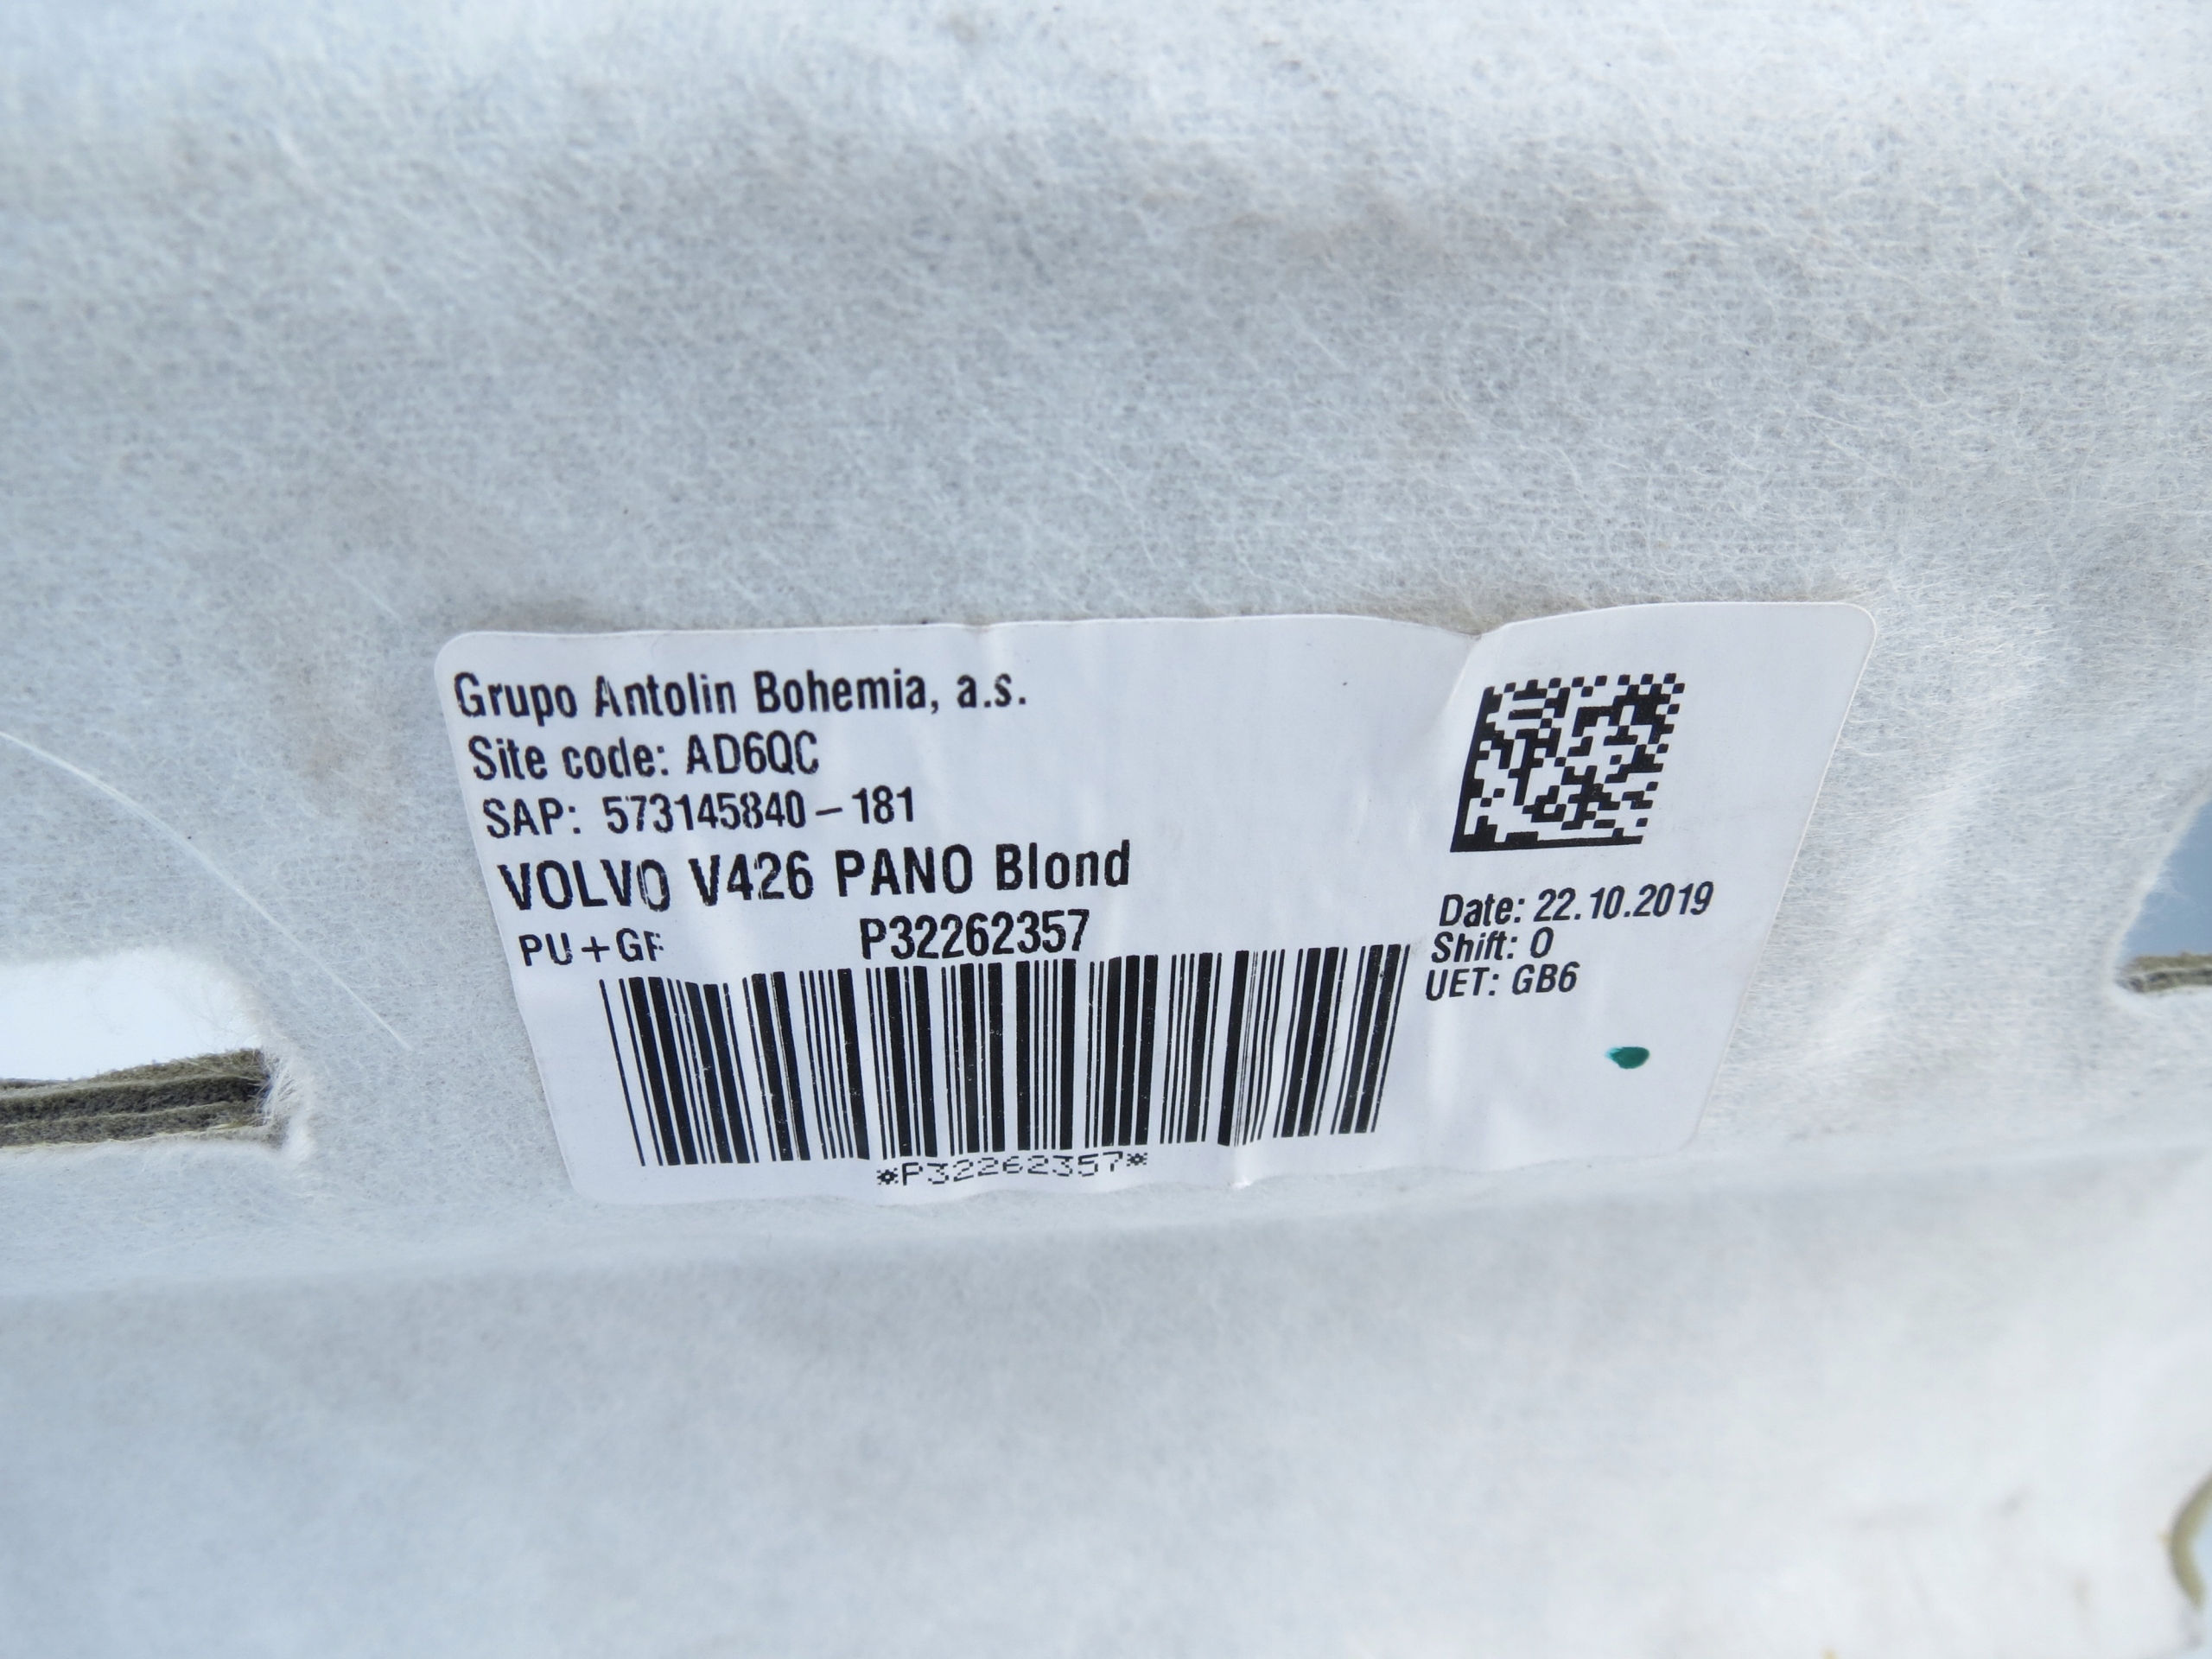 Grupo Antolin Bohemia, a.s.
Site code: AD6QC
SAP: 573145840-181
VOLVO V426 PANO Blond
PU+GF P32262357
*P32262357*
Date: 22.10.2019
Shift: O
UET: GB6